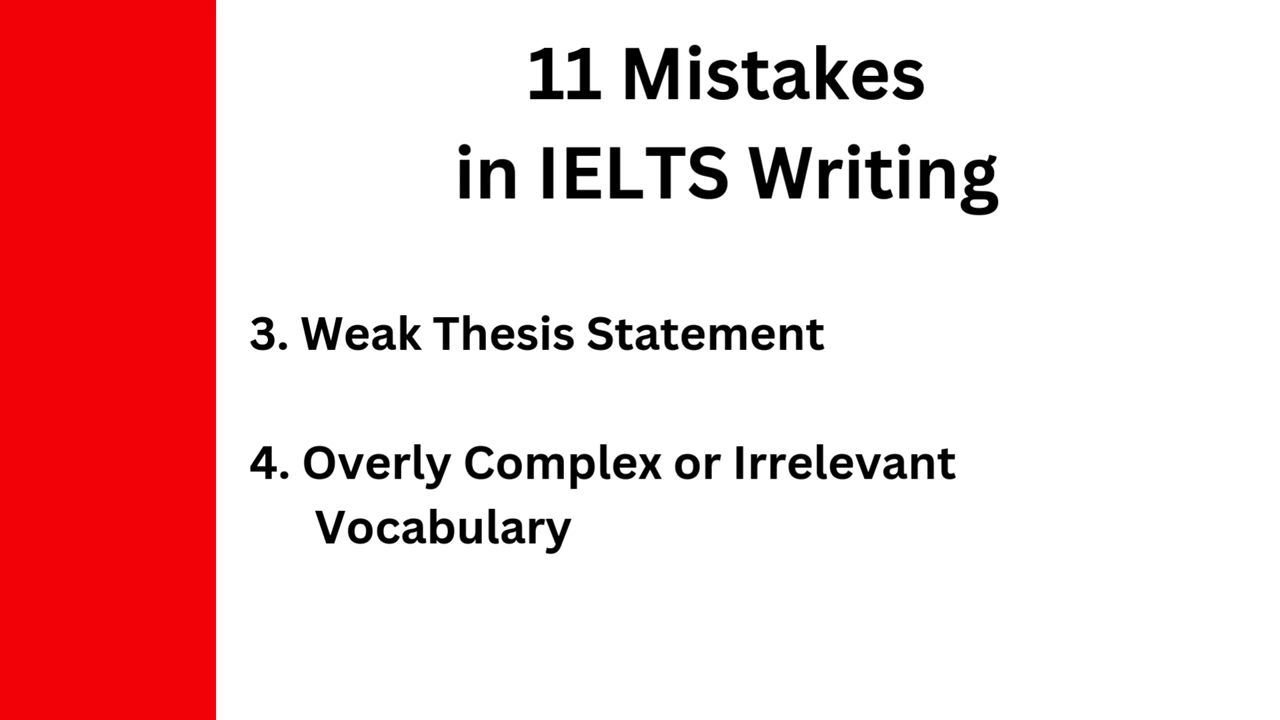 11 Mistakes
in IELTS Writing
3. Weak Thesis Statement
4. Overly Complex or Irrelevant
Vocabulary